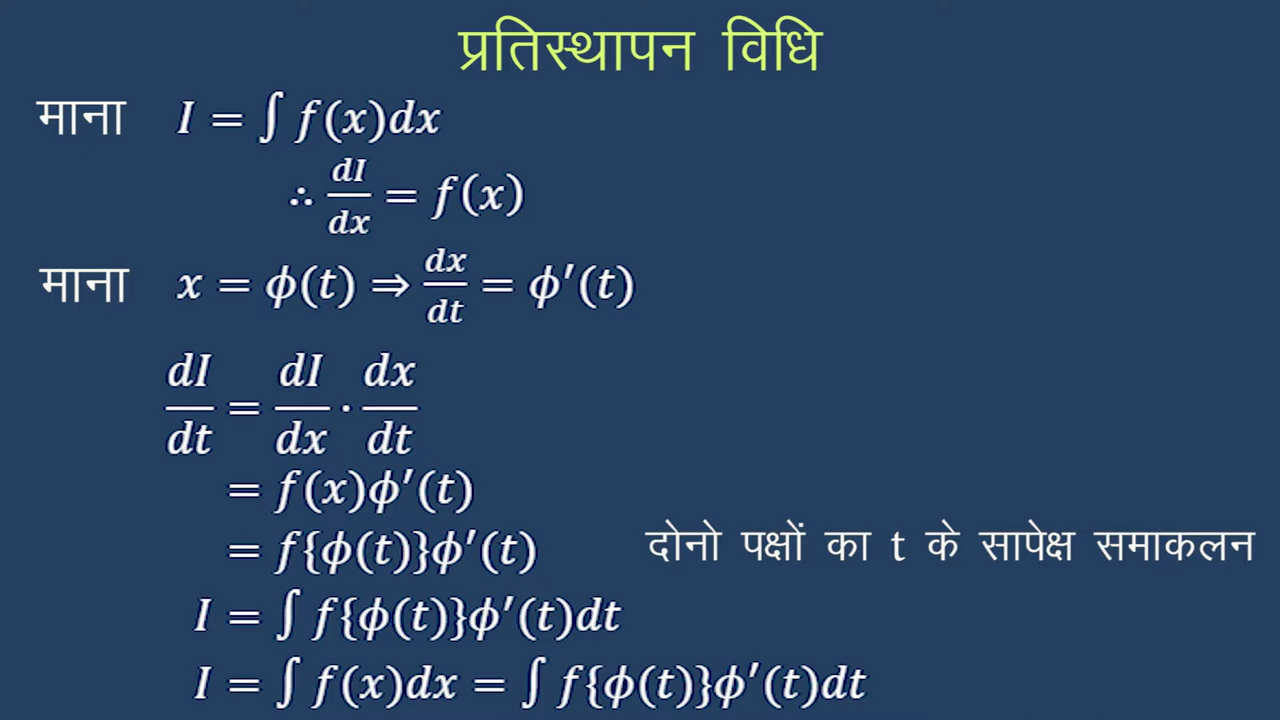 प्रतिस्थापन विधि
माना I = ∫ f(x)dx
∴ dI/dx = f(x)
माना x = ϕ(t) ⇒ dx/dt = ϕ′(t)
dI/dt = dI/dx · dx/dt
= f(x)ϕ′(t)
= f{ϕ(t)}ϕ′(t) दोनो पक्षों का t के सापेक्ष समाकलन
I = ∫ f{ϕ(t)}ϕ′(t)dt
I = ∫ f(x)dx = ∫ f{ϕ(t)}ϕ′(t)dt